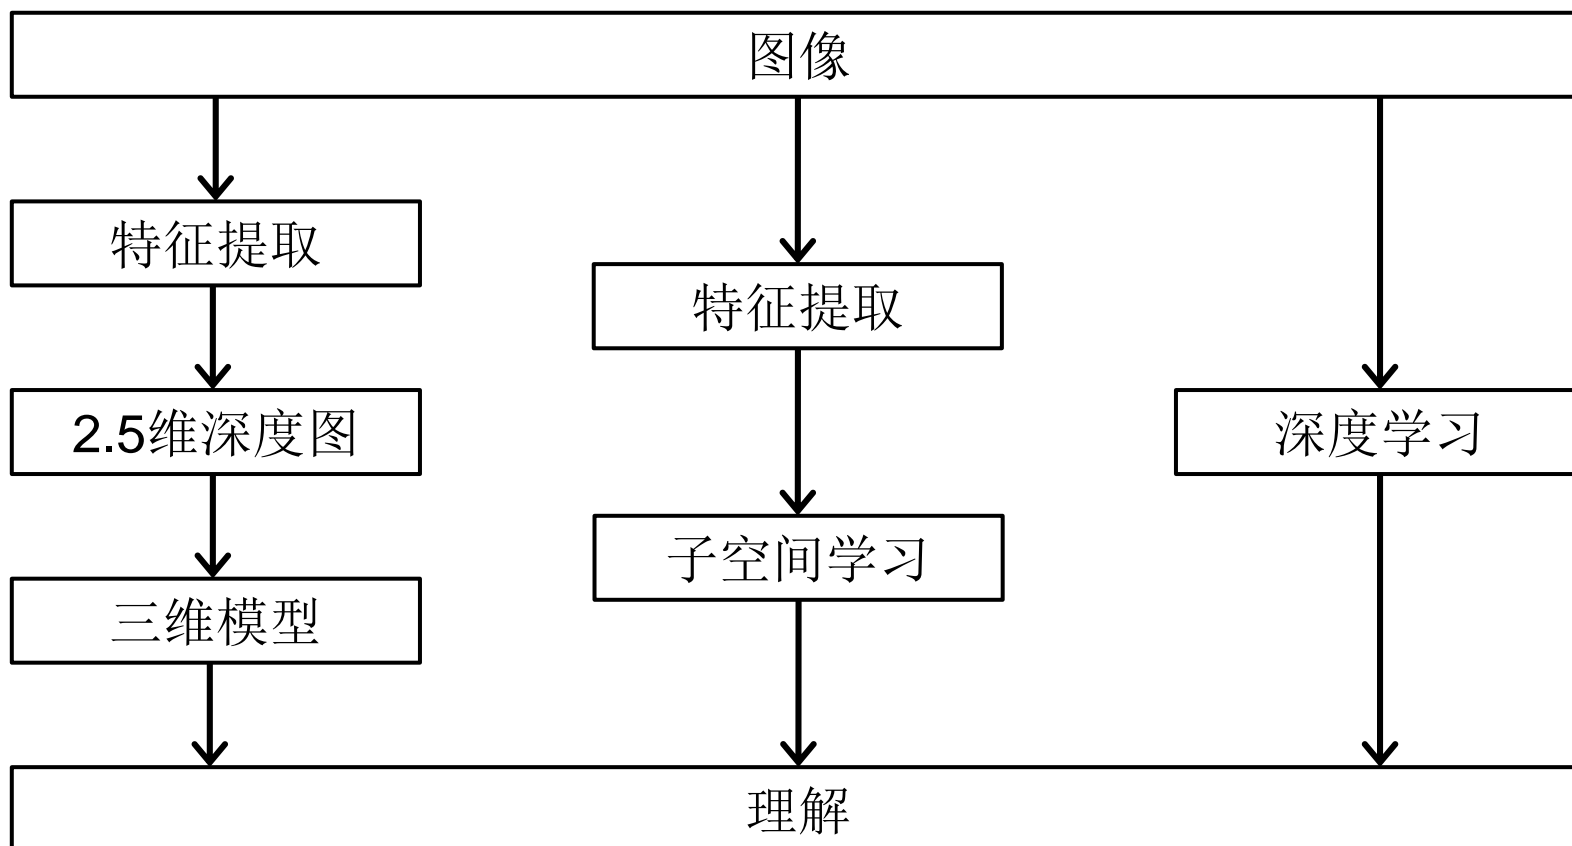 图像
特征提取
2.5维深度图
三维模型
特征提取
子空间学习
深度学习
理解